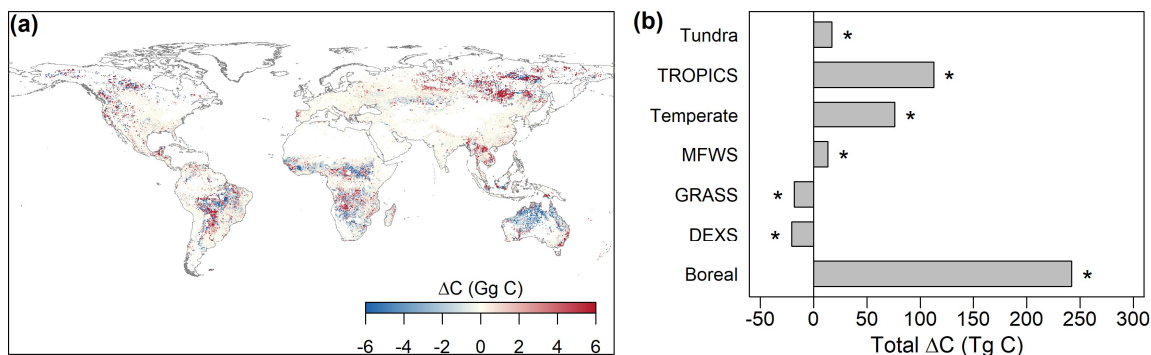 (a)
ΔC (Gg C)
-6 -4 -2 0 2 4 6
(b)
Tundra *
TROPICS *
Temperate *
MFWS *
GRASS *
DEXS *
Boreal *
-50 0 50 100 150 200 250 300
Total ΔC (Tg C)